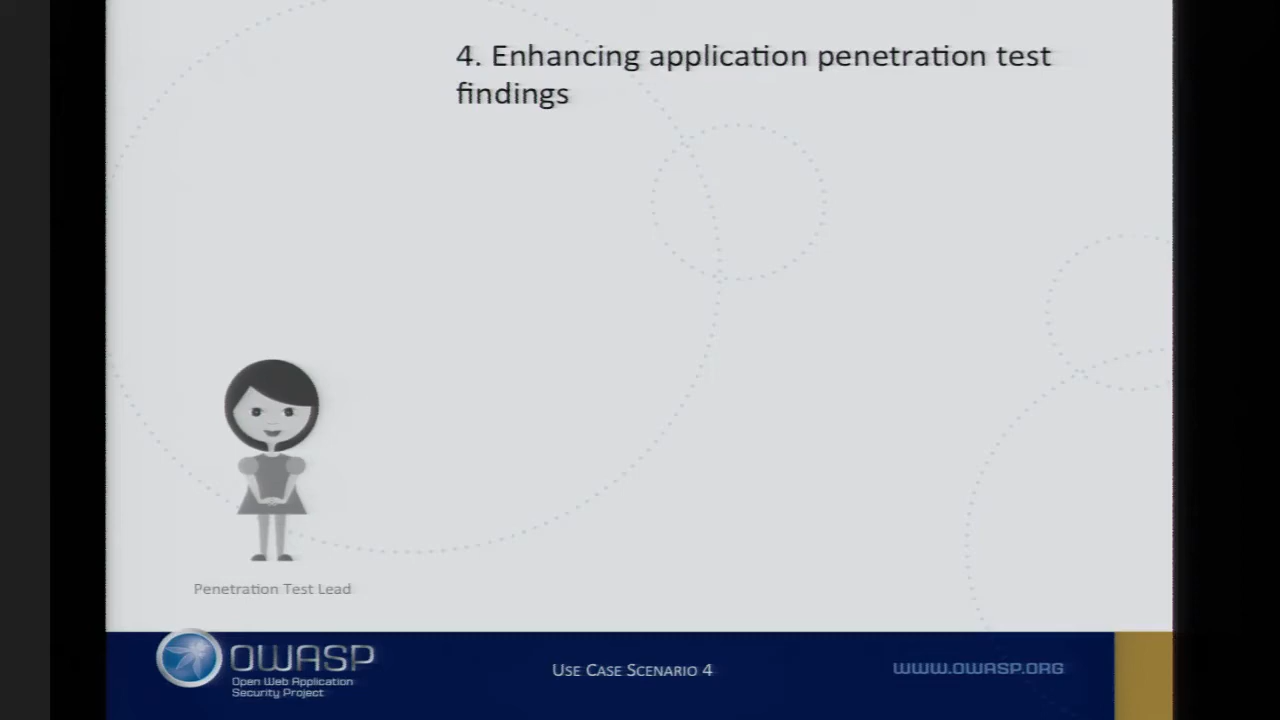 4. Enhancing application penetration test
findings
Penetration Test Lead
OWASP
Open Web Application
Security Project
USE CASE SCENARIO 4
WWW.OWASP.ORG